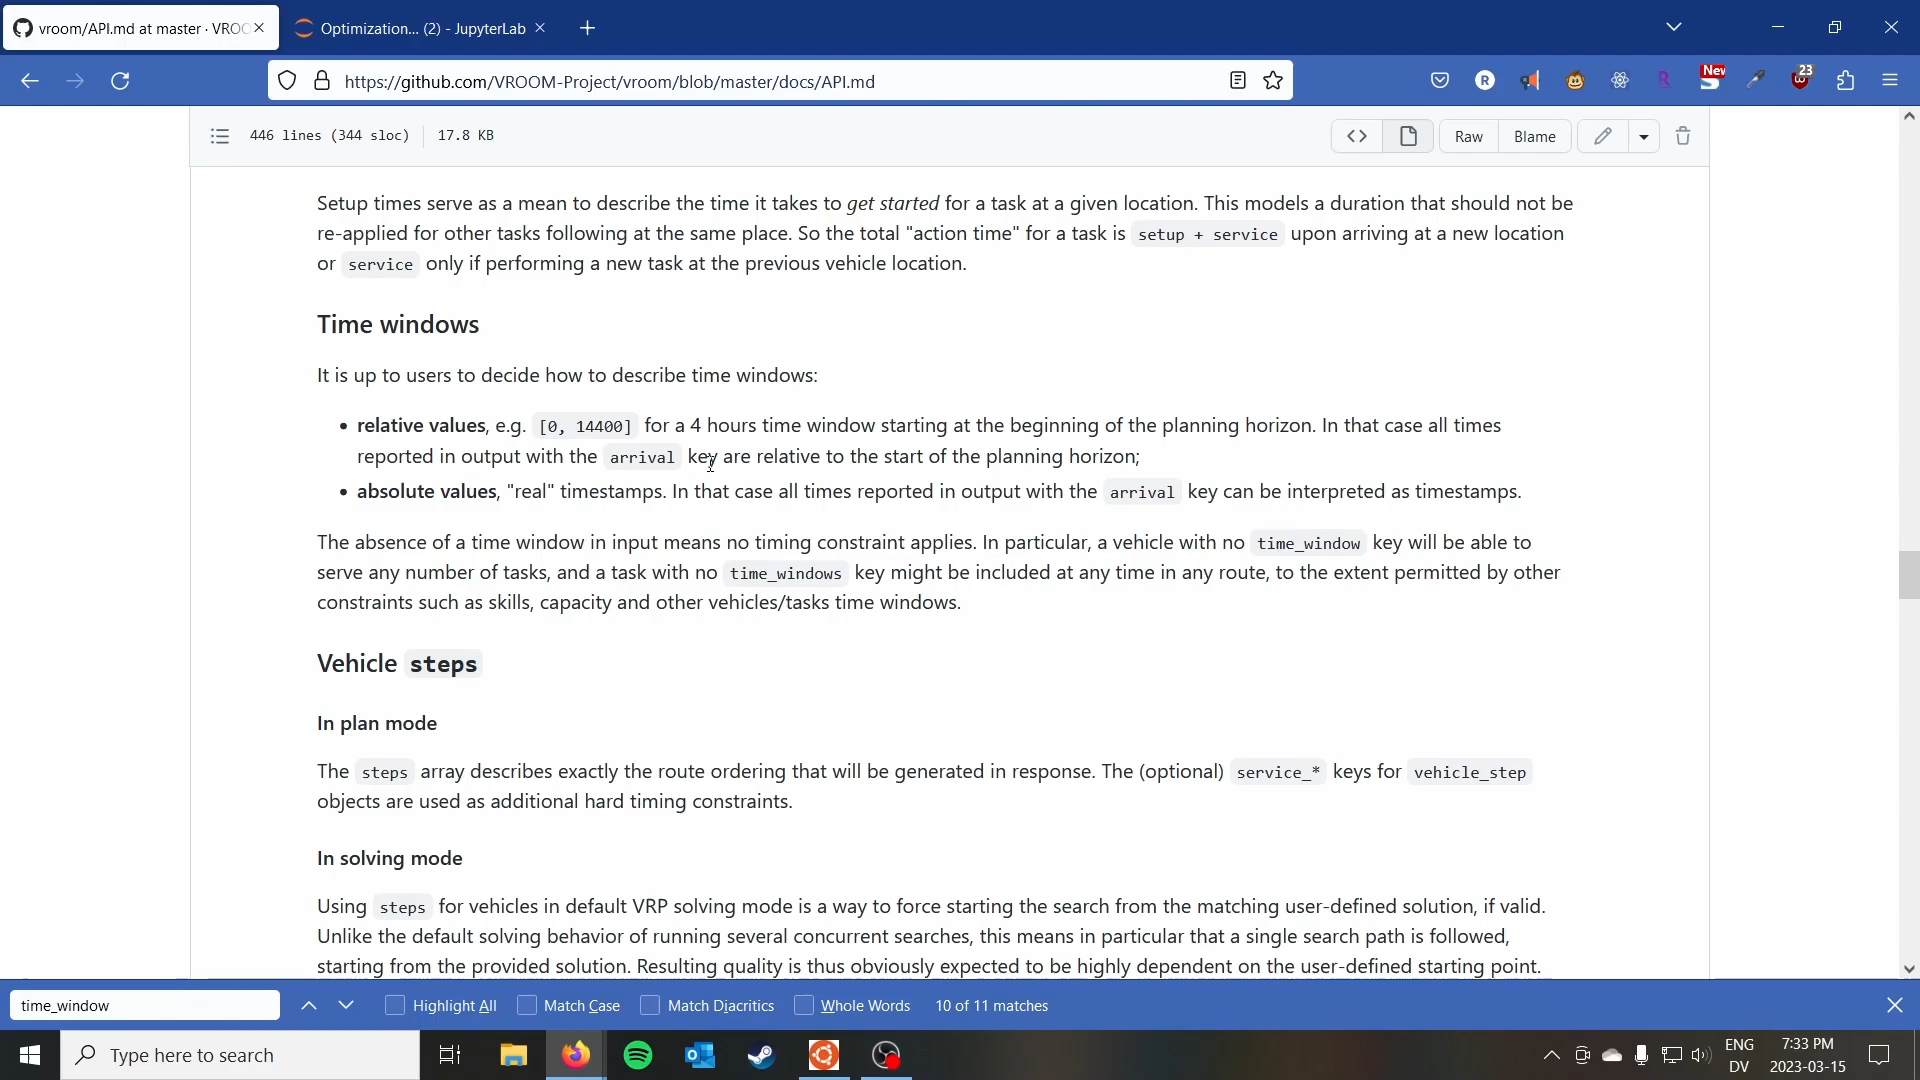 vroom/API.md at master · VRO
Optimization... (2) - JupyterLab
https://github.com/VROOM-Project/vroom/blob/master/docs/API.md
New
23
446 lines (344 sloc)
17.8 KB
Raw
Blame
Setup times serve as a mean to describe the time it takes to get started for a task at a given location. This models a duration that should not be
re-applied for other tasks following at the same place. So the total "action time" for a task is setup + service upon arriving at a new location
or service only if performing a new task at the previous vehicle location.
Time windows
It is up to users to decide how to describe time windows:
• relative values, e.g. [0, 14400] for a 4 hours time window starting at the beginning of the planning horizon. In that case all times
reported in output with the arrival key are relative to the start of the planning horizon;
• absolute values, "real" timestamps. In that case all times reported in output with the arrival key can be interpreted as timestamps.
The absence of a time window in input means no timing constraint applies. In particular, a vehicle with no time_window key will be able to
serve any number of tasks, and a task with no time_windows key might be included at any time in any route, to the extent permitted by other
constraints such as skills, capacity and other vehicles/tasks time windows.
Vehicle steps
In plan mode
The steps array describes exactly the route ordering that will be generated in response. The (optional) service_* keys for vehicle_step
objects are used as additional hard timing constraints.
In solving mode
Using steps for vehicles in default VRP solving mode is a way to force starting the search from the matching user-defined solution, if valid.
Unlike the default solving behavior of running several concurrent searches, this means in particular that a single search path is followed,
starting from the provided solution. Resulting quality is thus obviously expected to be highly dependent on the user-defined starting point.
time_window
Highlight All
Match Case
Match Diacritics
Whole Words
10 of 11 matches
Type here to search
ENG
DV
7:33 PM
2023-03-15